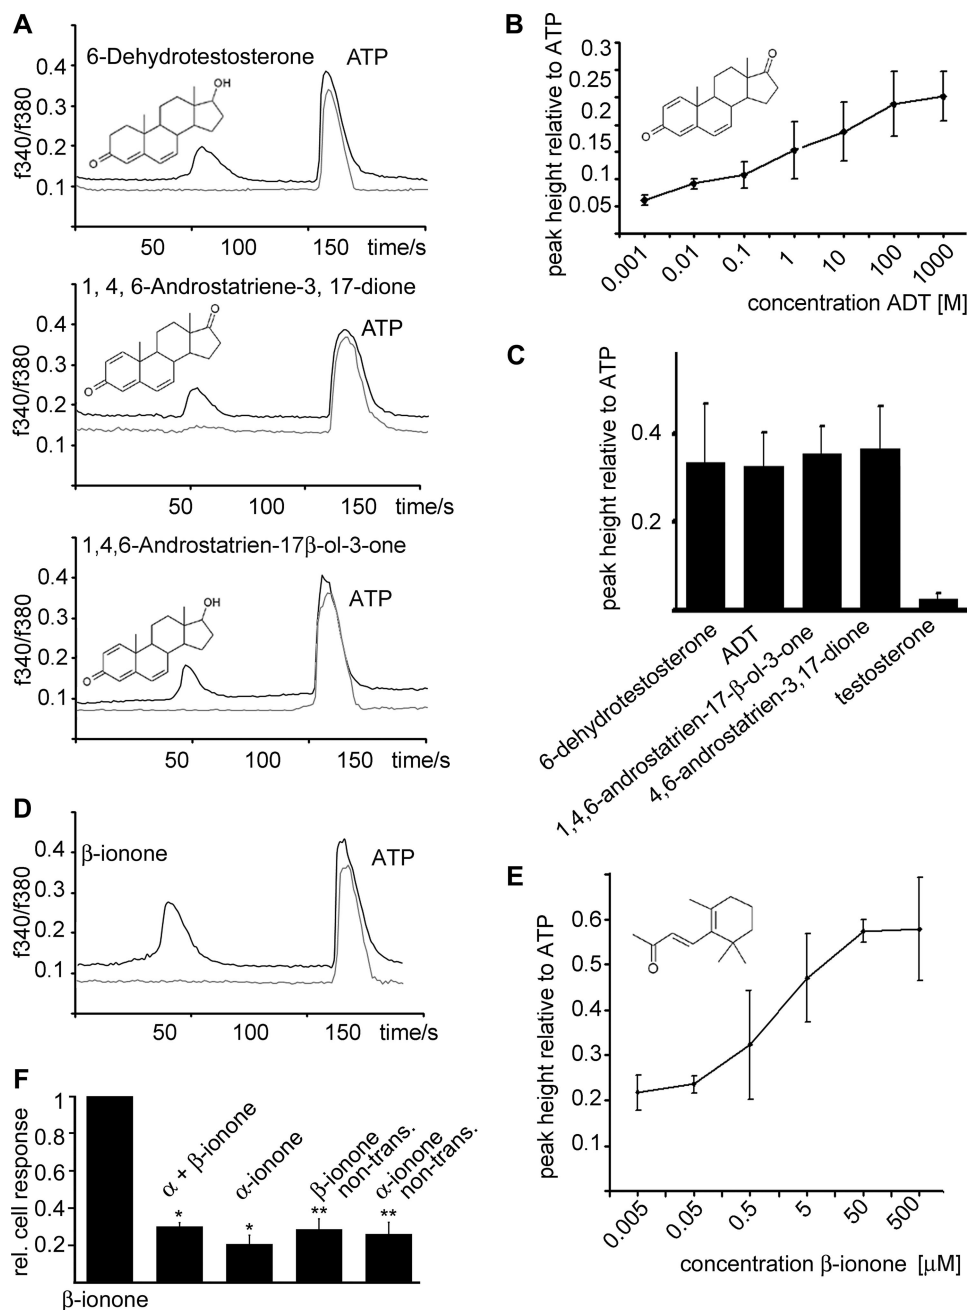 A
6-Dehydrotestosterone
ATP
f340/f380
0.4
0.3
0.2
0.1
OH
O
50
100
150
time/s
1, 4, 6-Androstatriene-3, 17-dione
ATP
f340/f380
0.4
0.3
0.2
0.1
O
O
50
100
150
time/s
1,4,6-Androstatrien-17β-ol-3-one
ATP
f340/f380
0.4
0.3
0.2
0.1
OH
O
50
100
150
time/s
B
peak height relative to ATP
0.3
0.25
0.2
0.15
0.1
0.05
O
O
0.001
0.01
0.1
1
10
100
1000
concentration ADT [M]
C
peak height relative to ATP
0.4
0.2
6-dehydrotestosterone
ADT
1,4,6-androstatrien-17-β-ol-3-one
4,6-androstatrien-3,17-dione
testosterone
D
β-ionone
ATP
f340/f380
0.4
0.3
0.2
0.1
50
100
150
time/s
E
peak height relative to ATP
0.6
0.5
0.4
0.3
0.2
0.1
O
0.005
0.05
0.5
5
50
500
concentration β-ionone [µM]
F
rel. cell response
1
0.8
0.6
0.4
0.2
α + β-ionone
α-ionone
β-ionone
non-trans.
α-ionone
non-trans.
*
*
**
**
β-ionone